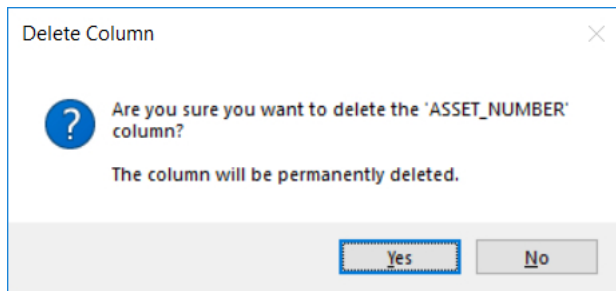 Delete Column
Are you sure you want to delete the 'ASSET_NUMBER'
column?
The column will be permanently deleted.
Yes
No